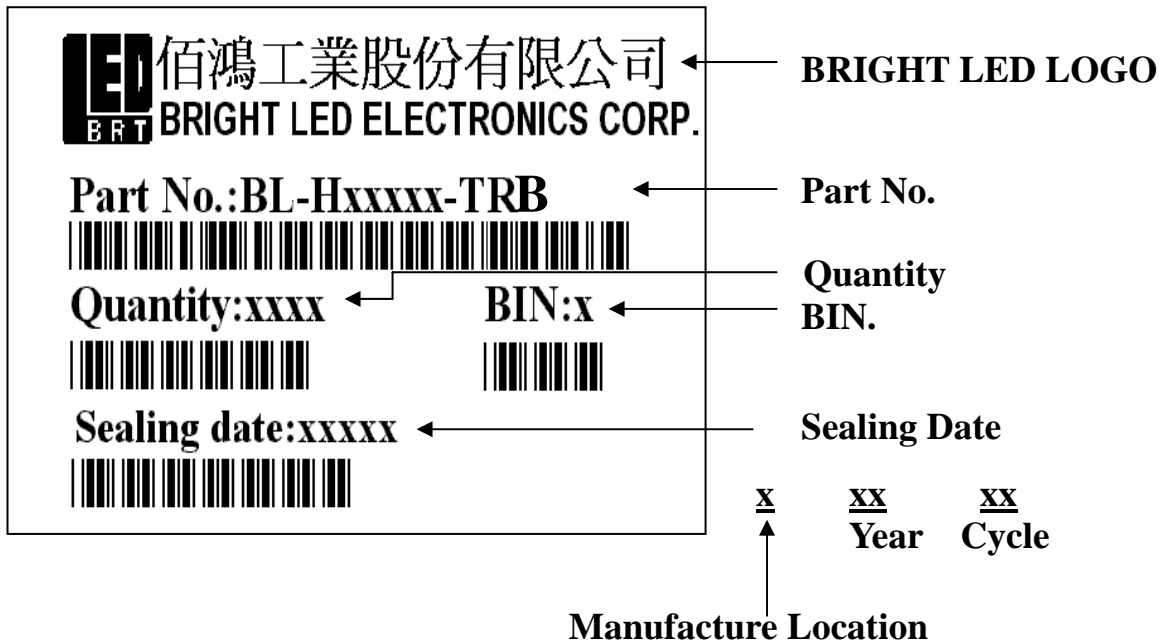 LED
BRT
佰鴻工業股份有限公司
BRIGHT LED ELECTRONICS CORP.
BRIGHT LED LOGO
Part No.:BL-Hxxxxx-TRB
Part No.
Quantity:xxxx
BIN:x
Quantity
BIN.
Sealing date:xxxxx
Sealing Date
x xx xx
Year Cycle
Manufacture Location